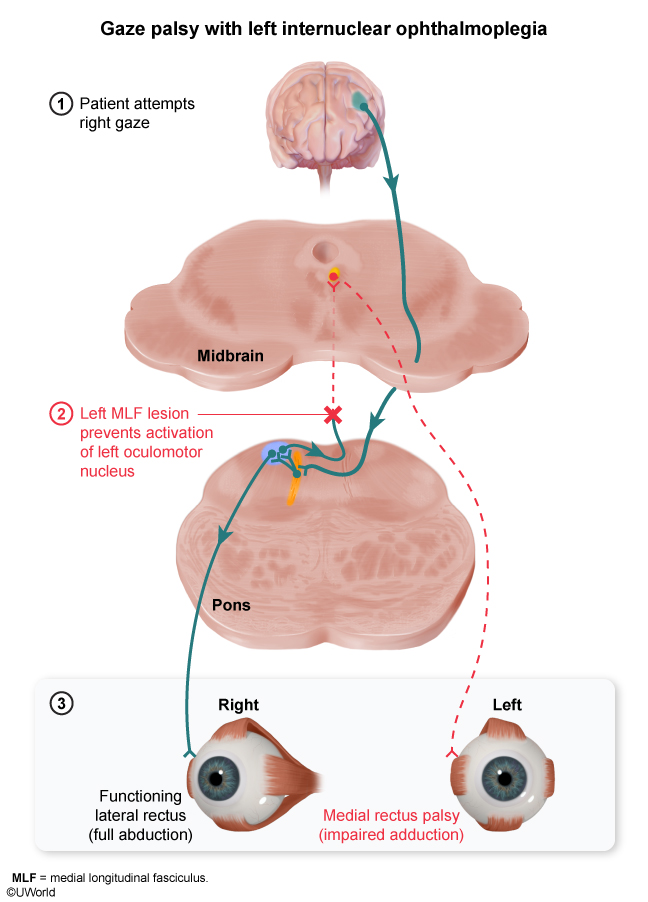 Gaze palsy with left internuclear ophthalmoplegia
1 Patient attempts
right gaze
Midbrain
2 Left MLF lesion
prevents activation
of left oculomotor
nucleus
Pons
3
Right
Left
Functioning
lateral rectus
(full abduction)
Medial rectus palsy
(impaired adduction)
MLF = medial longitudinal fasciculus.
©UWorld